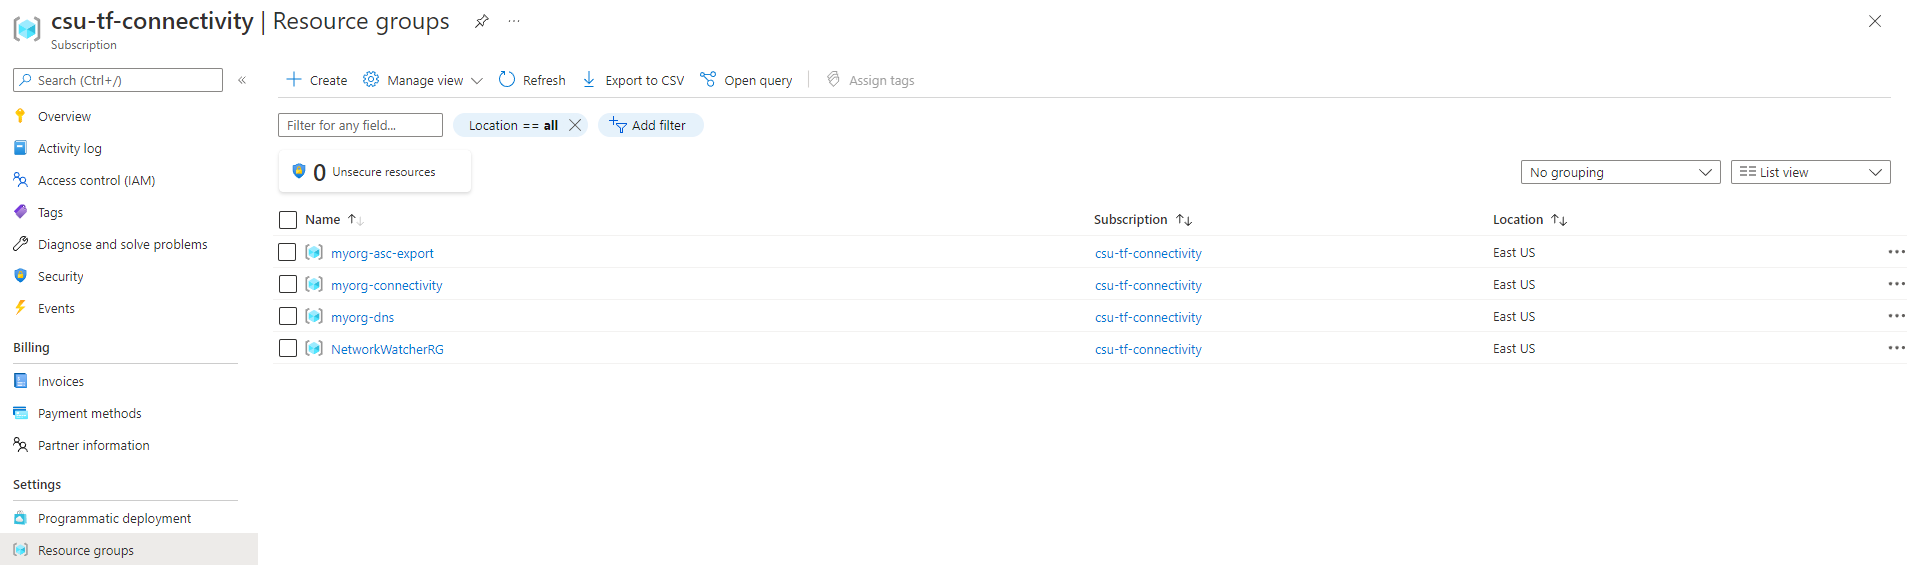 csu-tf-connectivity | Resource groups ...
Subscription
Search (Ctrl+/) «
Overview
Activity log
Access control (IAM)
Tags
Diagnose and solve problems
Security
Events
Billing
Invoices
Payment methods
Partner information
Settings
Programmatic deployment
Resource groups
Create Manage view Refresh Export to CSV Open query Assign tags
Filter for any field... Location == all Add filter
0 Unsecure resources
No grouping List view
Name Subscription Location
myorg-asc-export csu-tf-connectivity East US
myorg-connectivity csu-tf-connectivity East US
myorg-dns csu-tf-connectivity East US
NetworkWatcherRG csu-tf-connectivity East US